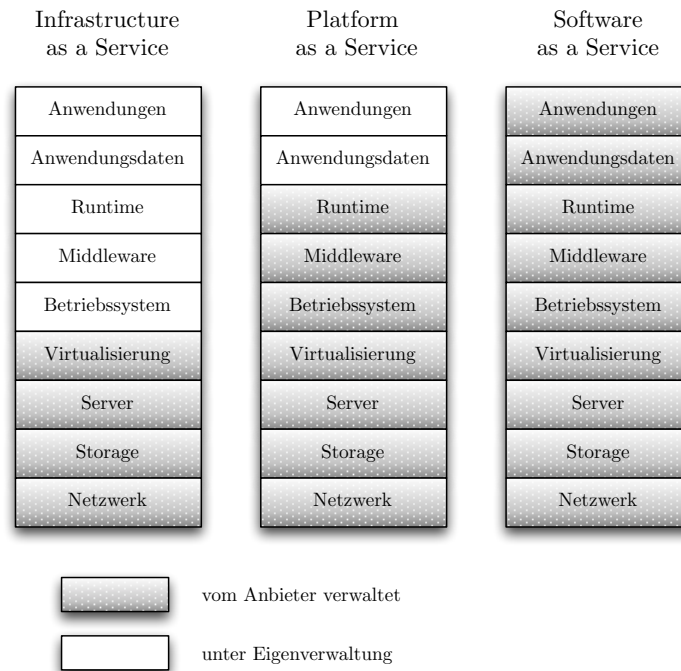 Infrastructure
as a Service
Platform
as a Service
Software
as a Service
Anwendungen
Anwendungsdaten
Runtime
Middleware
Betriebssystem
Virtualisierung
Server
Storage
Netzwerk
Anwendungen
Anwendungsdaten
Runtime
Middleware
Betriebssystem
Virtualisierung
Server
Storage
Netzwerk
Anwendungen
Anwendungsdaten
Runtime
Middleware
Betriebssystem
Virtualisierung
Server
Storage
Netzwerk
vom Anbieter verwaltet
unter Eigenverwaltung